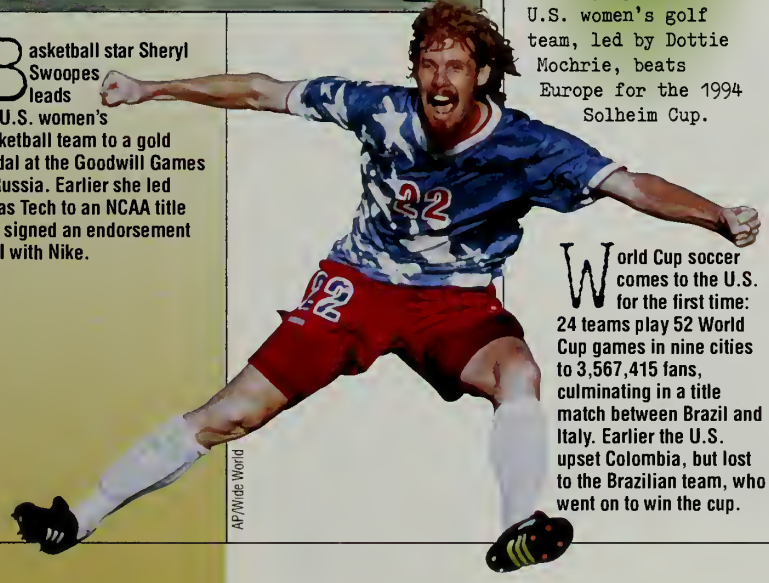 Basketball star Sheryl
Swoopes
leads
U.S. women's
ketball team to a gold
dal at the Goodwill Games
ussia. Earlier she led
as Tech to an NCAA title
signed an endorsement
l with Nike.
U.S. women's golf
team, led by Dottie
Mochrie, beats
Europe for the 1994
Solheim Cup.
22
22
World Cup soccer
comes to the U.S.
for the first time:
24 teams play 52 World
Cup games in nine cities
to 3,567,415 fans,
culminating in a title
match between Brazil and
Italy. Earlier the U.S.
upset Colombia, but lost
to the Brazilian team, who
went on to win the cup.
AP/Wide World